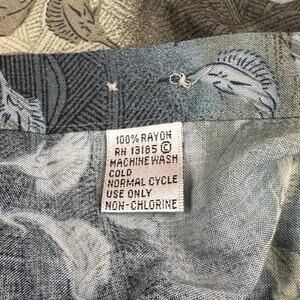 100% RAYON
RN 13185 ©
MACHINE WASH
COLD
NORMAL CYCLE
USE ONLY
NON-CHLORINE